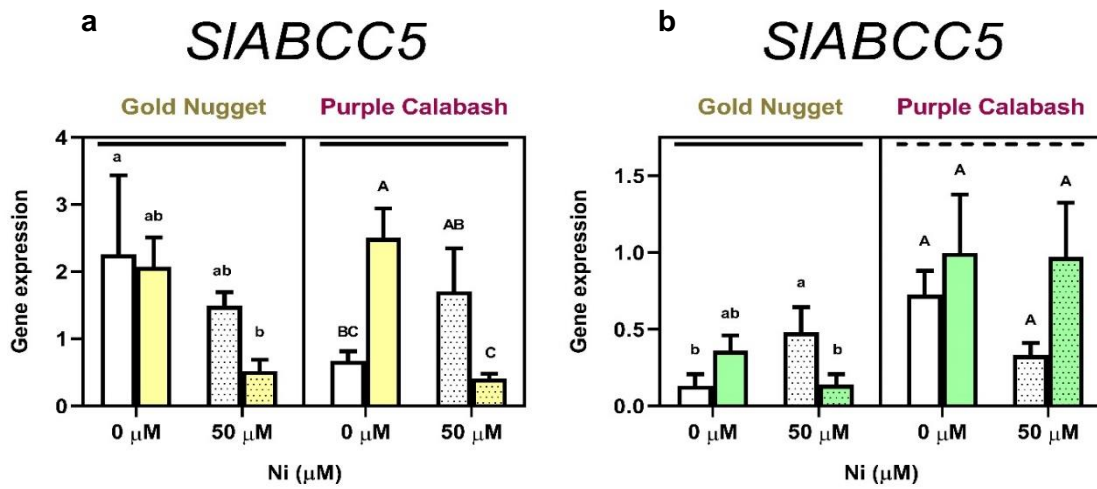 a
SlABCC5
Gold Nugget Purple Calabash
Gene expression
4
3
2
1
0
a ab ab b BC A AB C
0 μM 50 μM 0 μM 50 μM
Ni (μM)
b
SlABCC5
Gold Nugget Purple Calabash
Gene expression
1.5
1.0
0.5
0.0
b ab a b A A A A
0 μM 50 μM 0 μM 50 μM
Ni (μM)